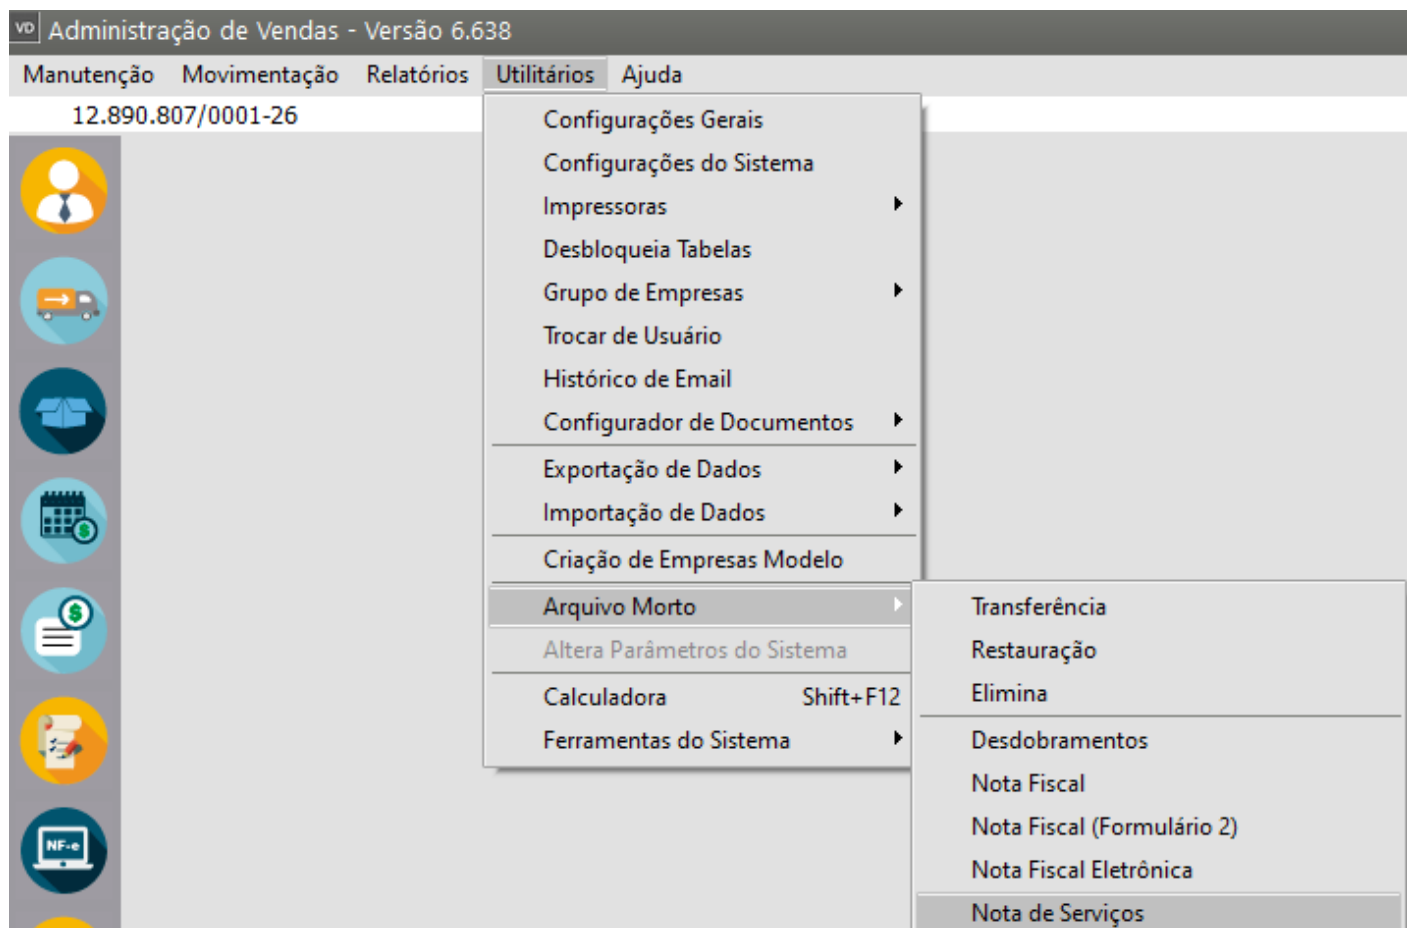 VD Administração de Vendas - Versão 6.638
Manutenção Movimentação Relatórios Utilitários Ajuda
12.890.807/0001-26
Configurações Gerais
Configurações do Sistema
Impressoras
Desbloqueia Tabelas
Grupo de Empresas
Trocar de Usuário
Histórico de Email
Configurador de Documentos
Exportação de Dados
Importação de Dados
Criação de Empresas Modelo
Arquivo Morto
Altera Parâmetros do Sistema
Calculadora Shift+F12
Ferramentas do Sistema
Transferência
Restauração
Elimina
Desdobramentos
Nota Fiscal
Nota Fiscal (Formulário 2)
Nota Fiscal Eletrônica
Nota de Serviços
$
$
NF-e